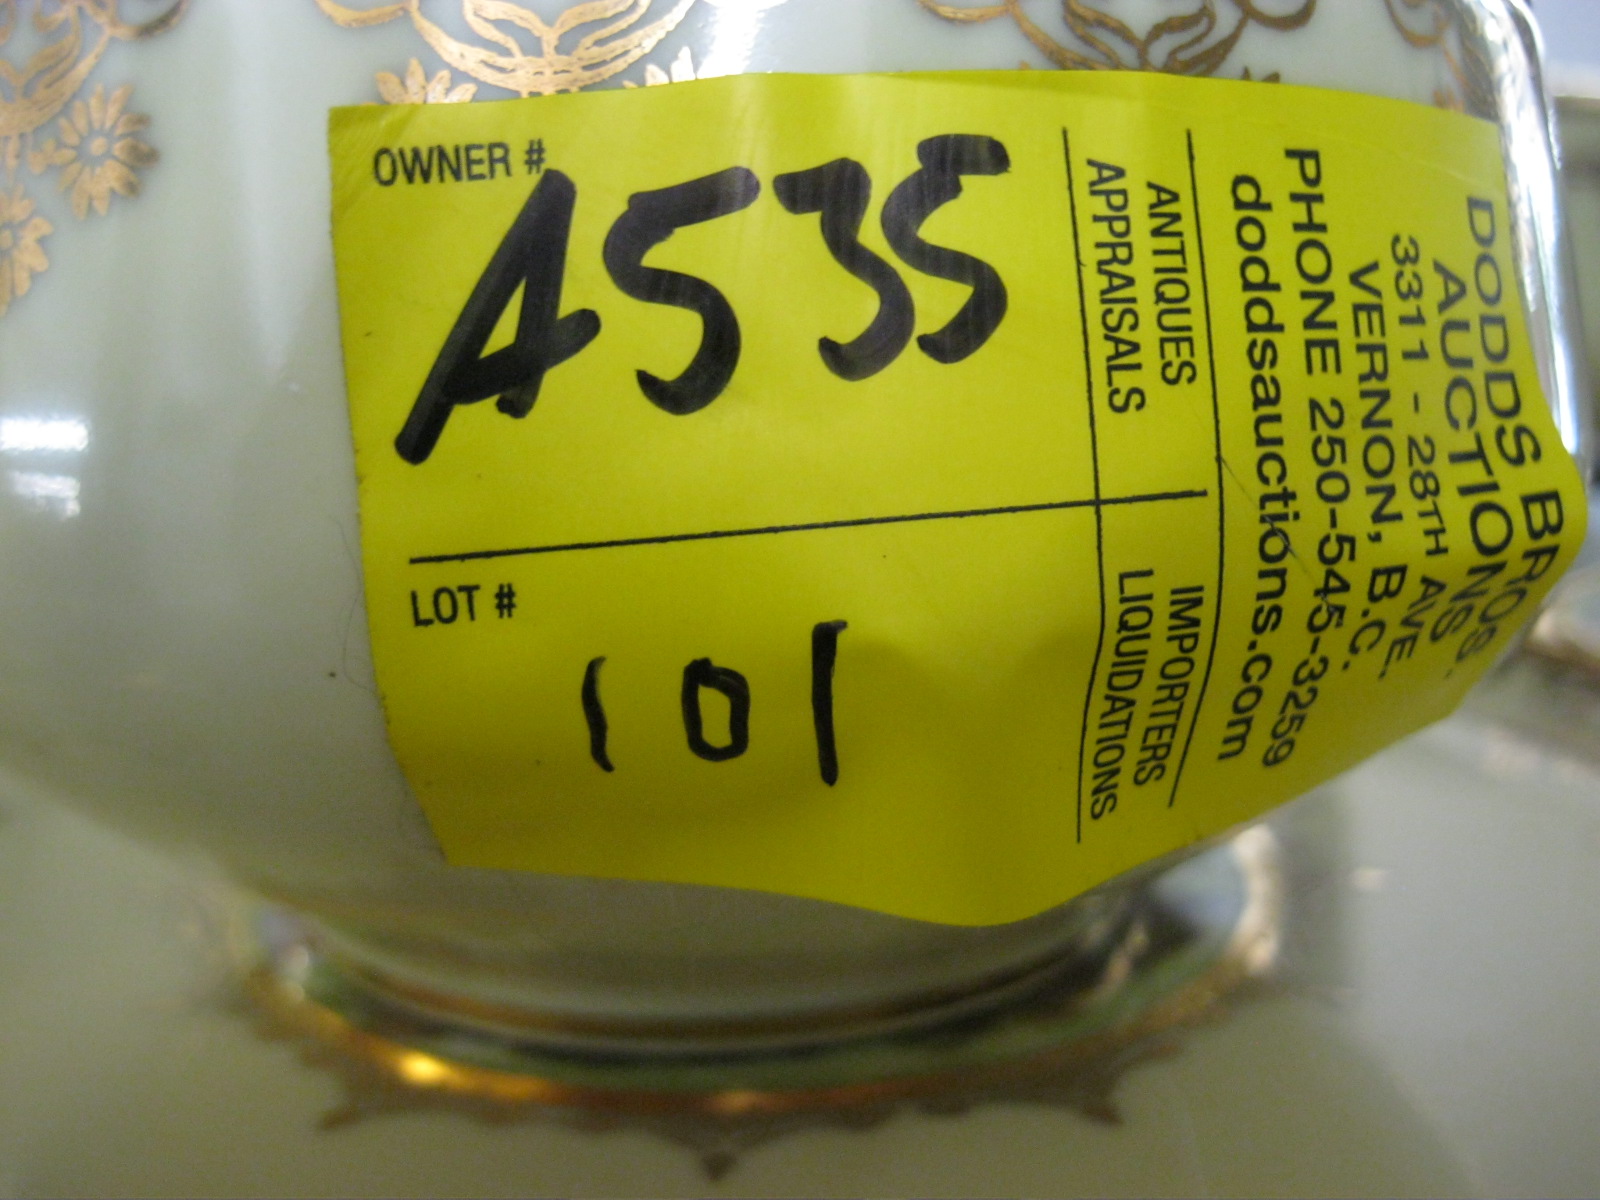 OWNER #
A535
LOT #
101
ANTIQUES
APPRAISALS
IMPORTERS
LIQUIDATIONS
DODDS BROS.
AUCTIONS
3311 - 28TH AVE.
VERNON, B.C.
PHONE 250-545-3259
doddsauctions.com